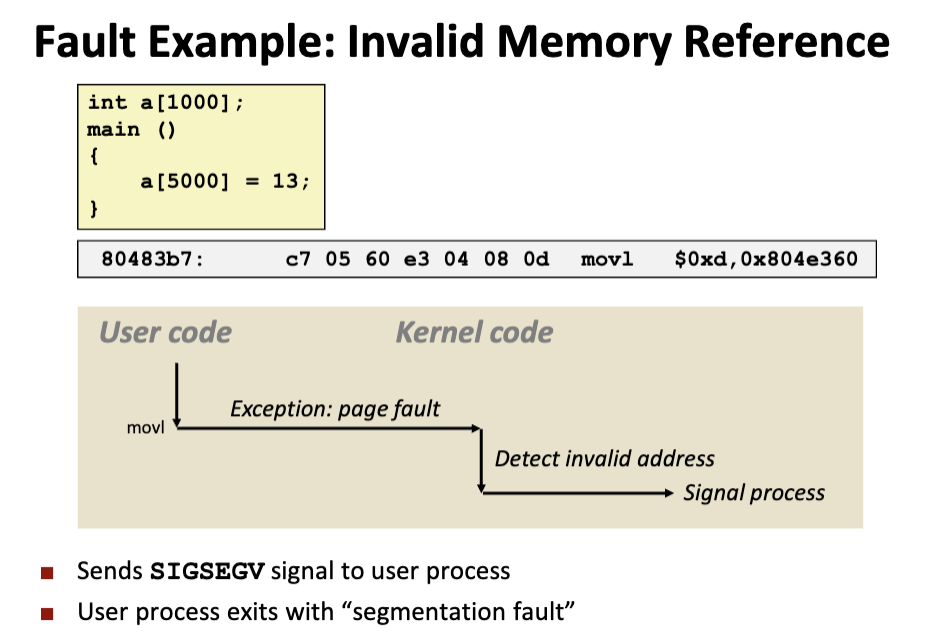 Fault Example: Invalid Memory Reference
int a[1000];
main ()
{
    a[5000] = 13;
}
80483b7: c7 05 60 e3 04 08 0d movl $0xd,0x804e360
User code Kernel code
Exception: page fault
movl
Detect invalid address
Signal process
Sends SIGSEGV signal to user process
User process exits with “segmentation fault”